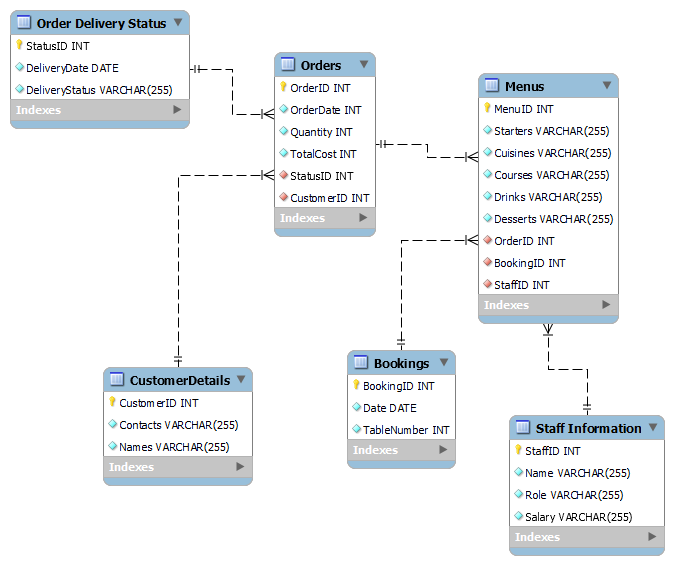 Order Delivery Status
StatusID INT
DeliveryDate DATE
DeliveryStatus VARCHAR(255)
Indexes
Orders
OrderID INT
OrderDate INT
Quantity INT
TotalCost INT
StatusID INT
CustomerID INT
Indexes
Menus
MenuID INT
Starters VARCHAR(255)
Cuisines VARCHAR(255)
Courses VARCHAR(255)
Drinks VARCHAR(255)
Desserts VARCHAR(255)
OrderID INT
BookingID INT
StaffID INT
Indexes
CustomerDetails
CustomerID INT
Contacts VARCHAR(255)
Names VARCHAR(255)
Indexes
Bookings
BookingID INT
Date DATE
TableNumber INT
Indexes
Staff Information
StaffID INT
Name VARCHAR(255)
Role VARCHAR(255)
Salary VARCHAR(255)
Indexes